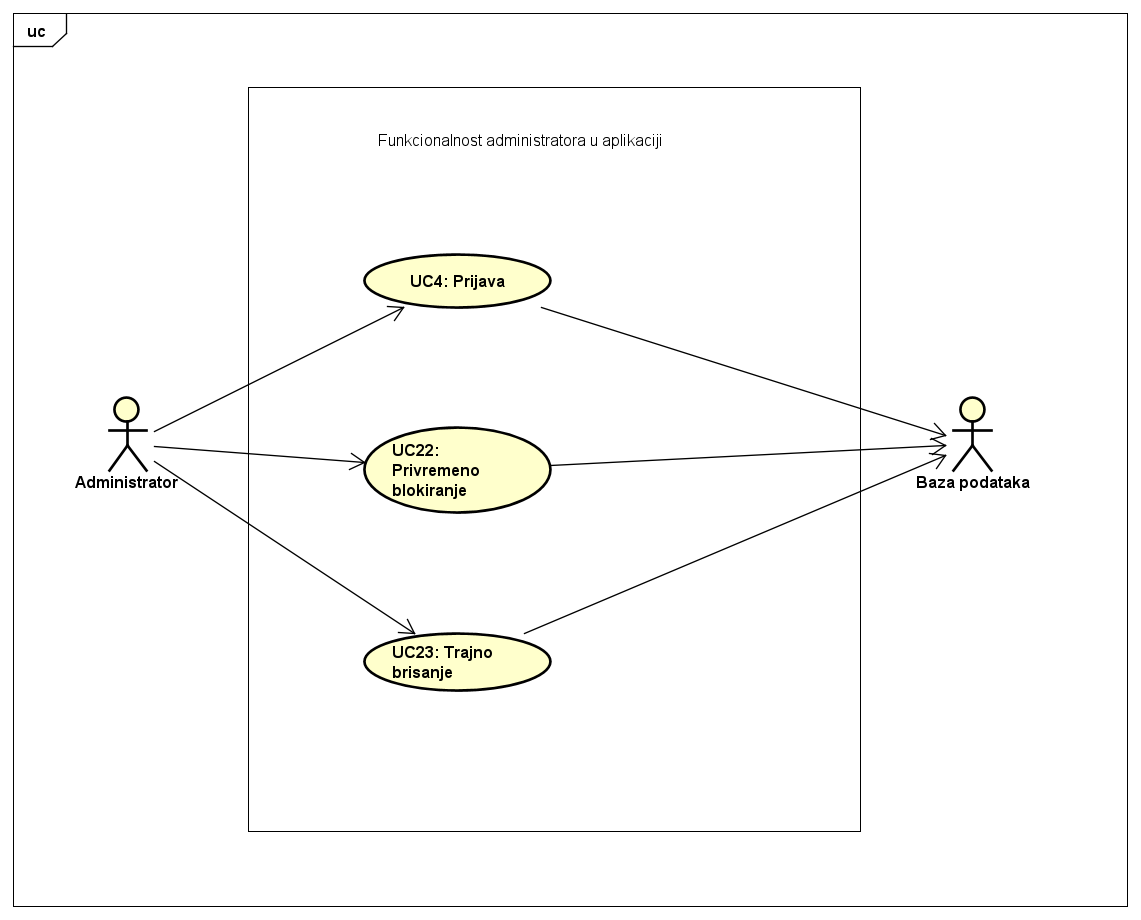 uc
Funkcionalnost administratora u aplikaciji
UC4: Prijava
UC22:
Privremeno
blokiranje
Administrator
Baza podataka
UC23: Trajno
brisanje